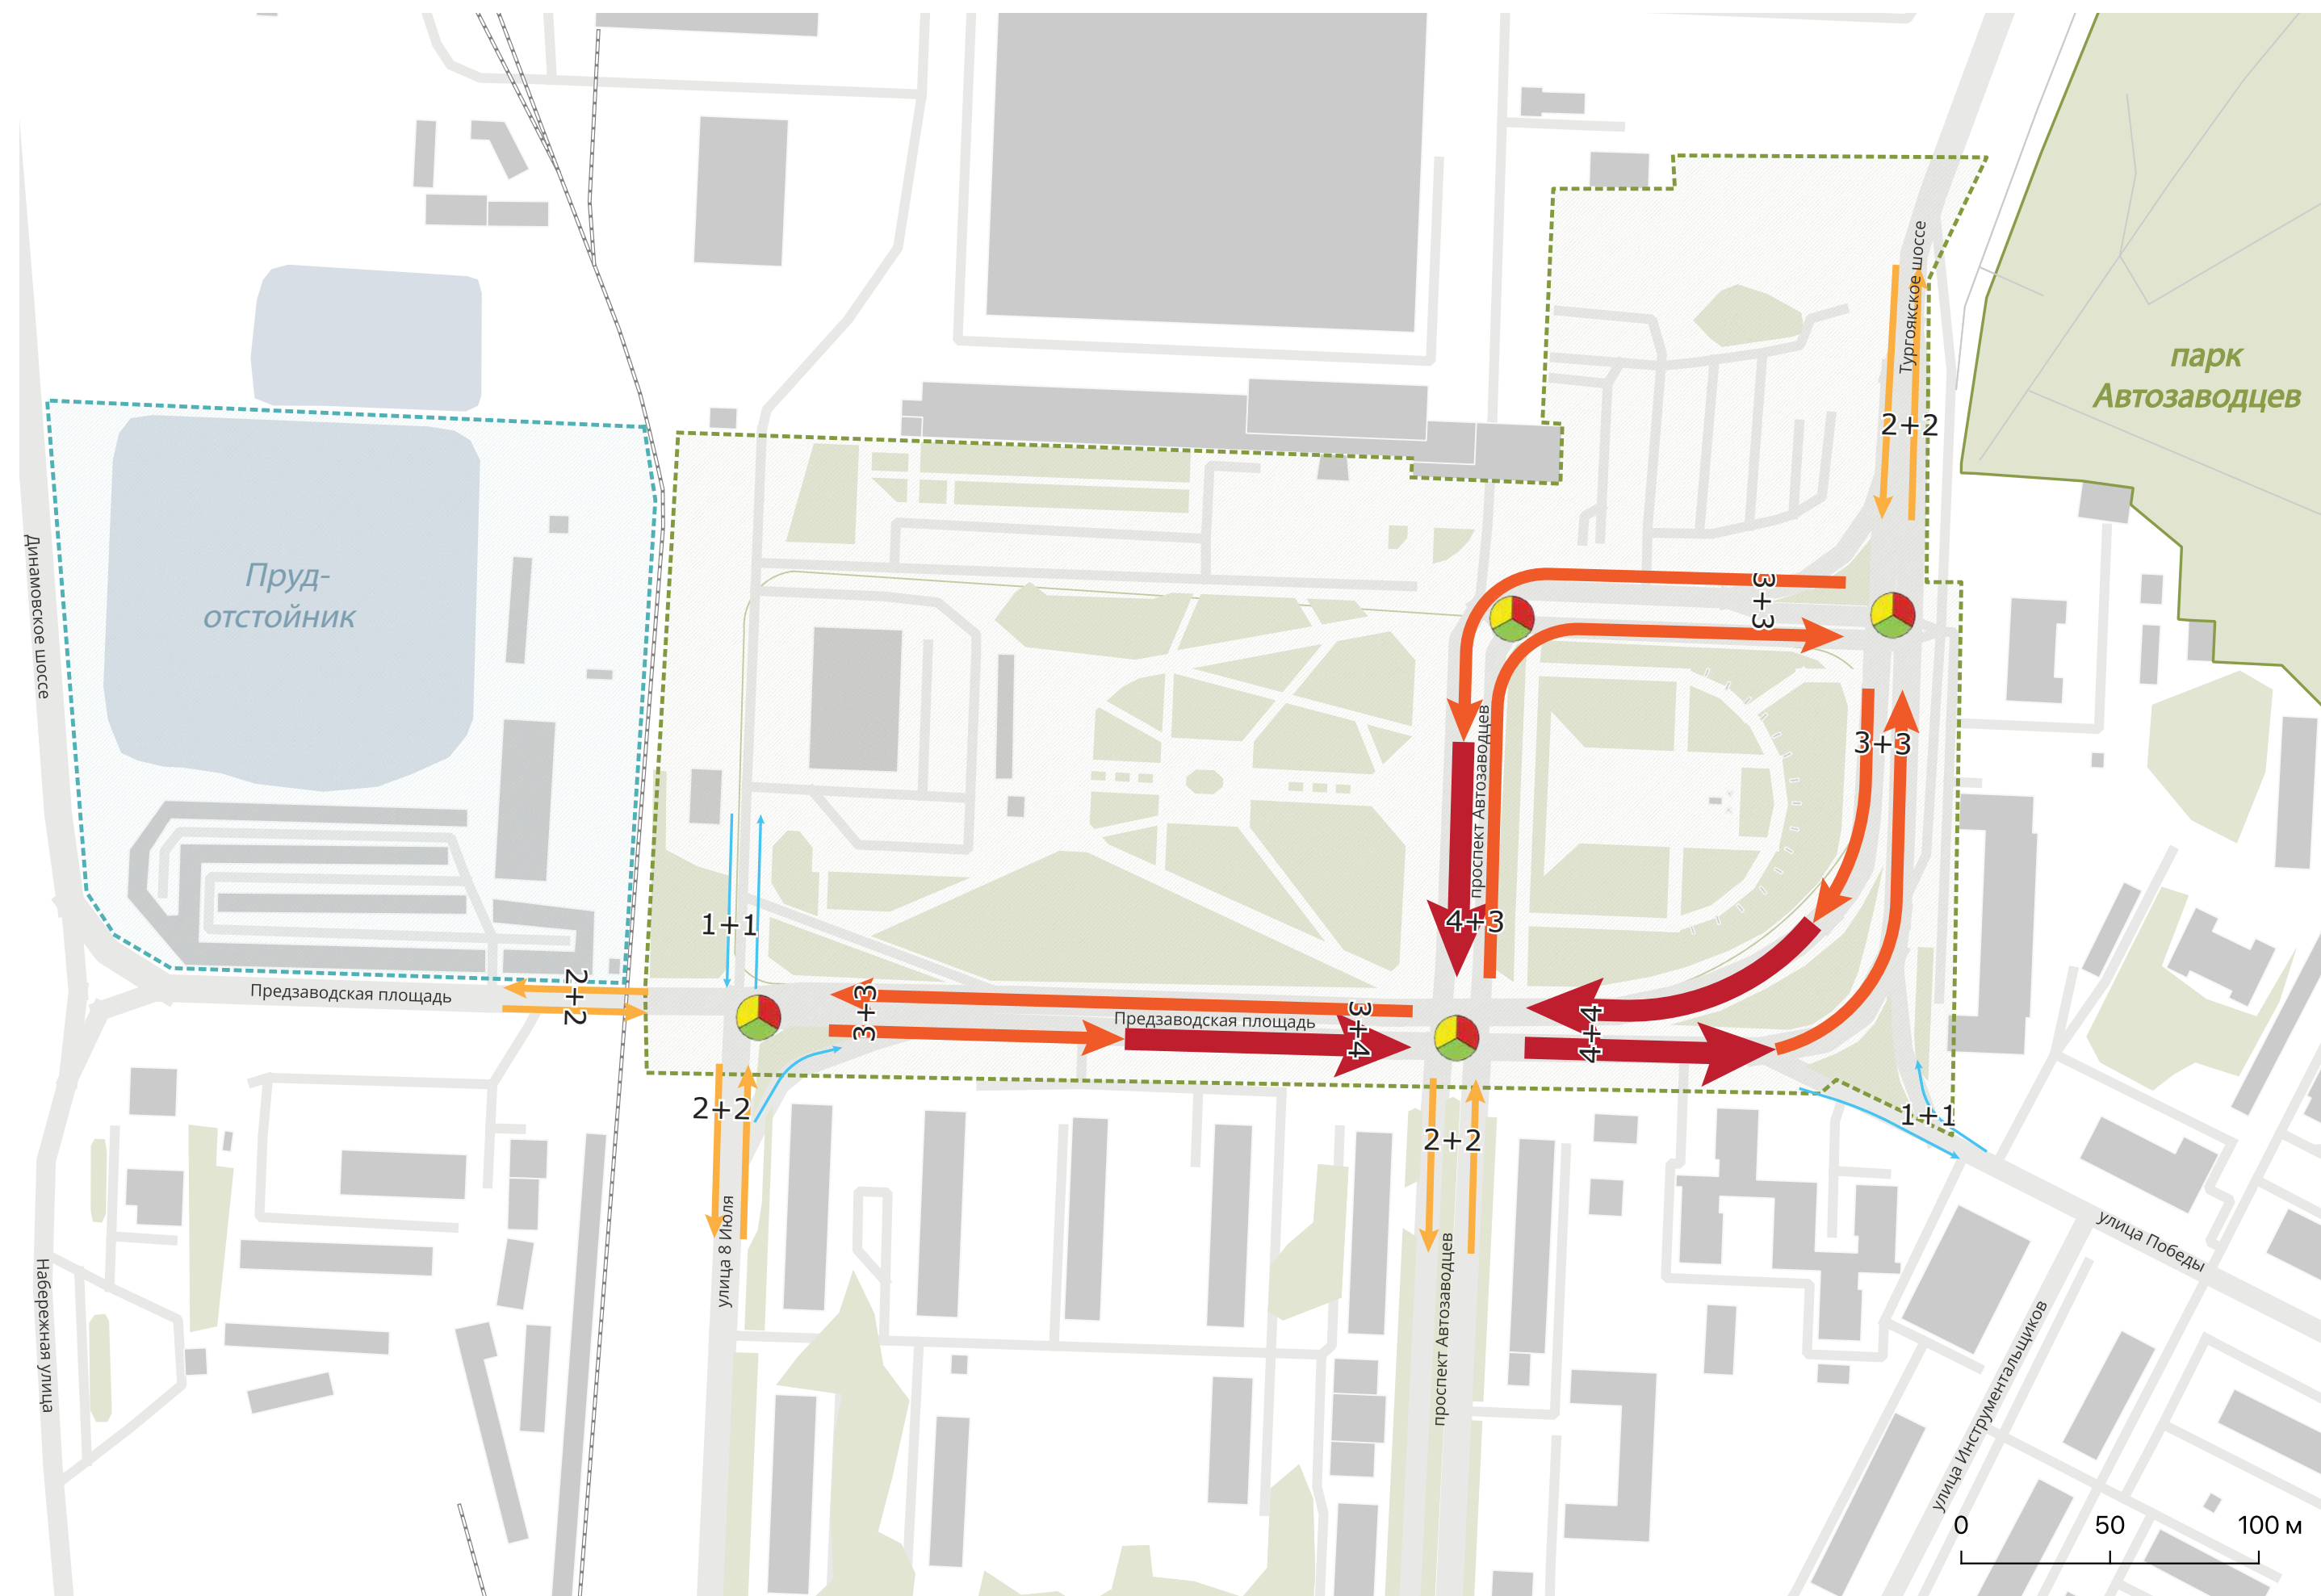 Тургоякское шоссе
парк
Автозаводцев
2+2
Пруд-
отстойник
Динамовское шоссе
3+3
3+3
проспект Автозаводцев
4+3
1+1
2+2
Предзаводская площадь
3+3
Предзаводская площадь
3+4
4+4
2+2
2+2
1+1
улица 8 Июля
проспект Автозаводцев
улица Победы
Набережная улица
улица Инструментальщиков
0 50 100 м